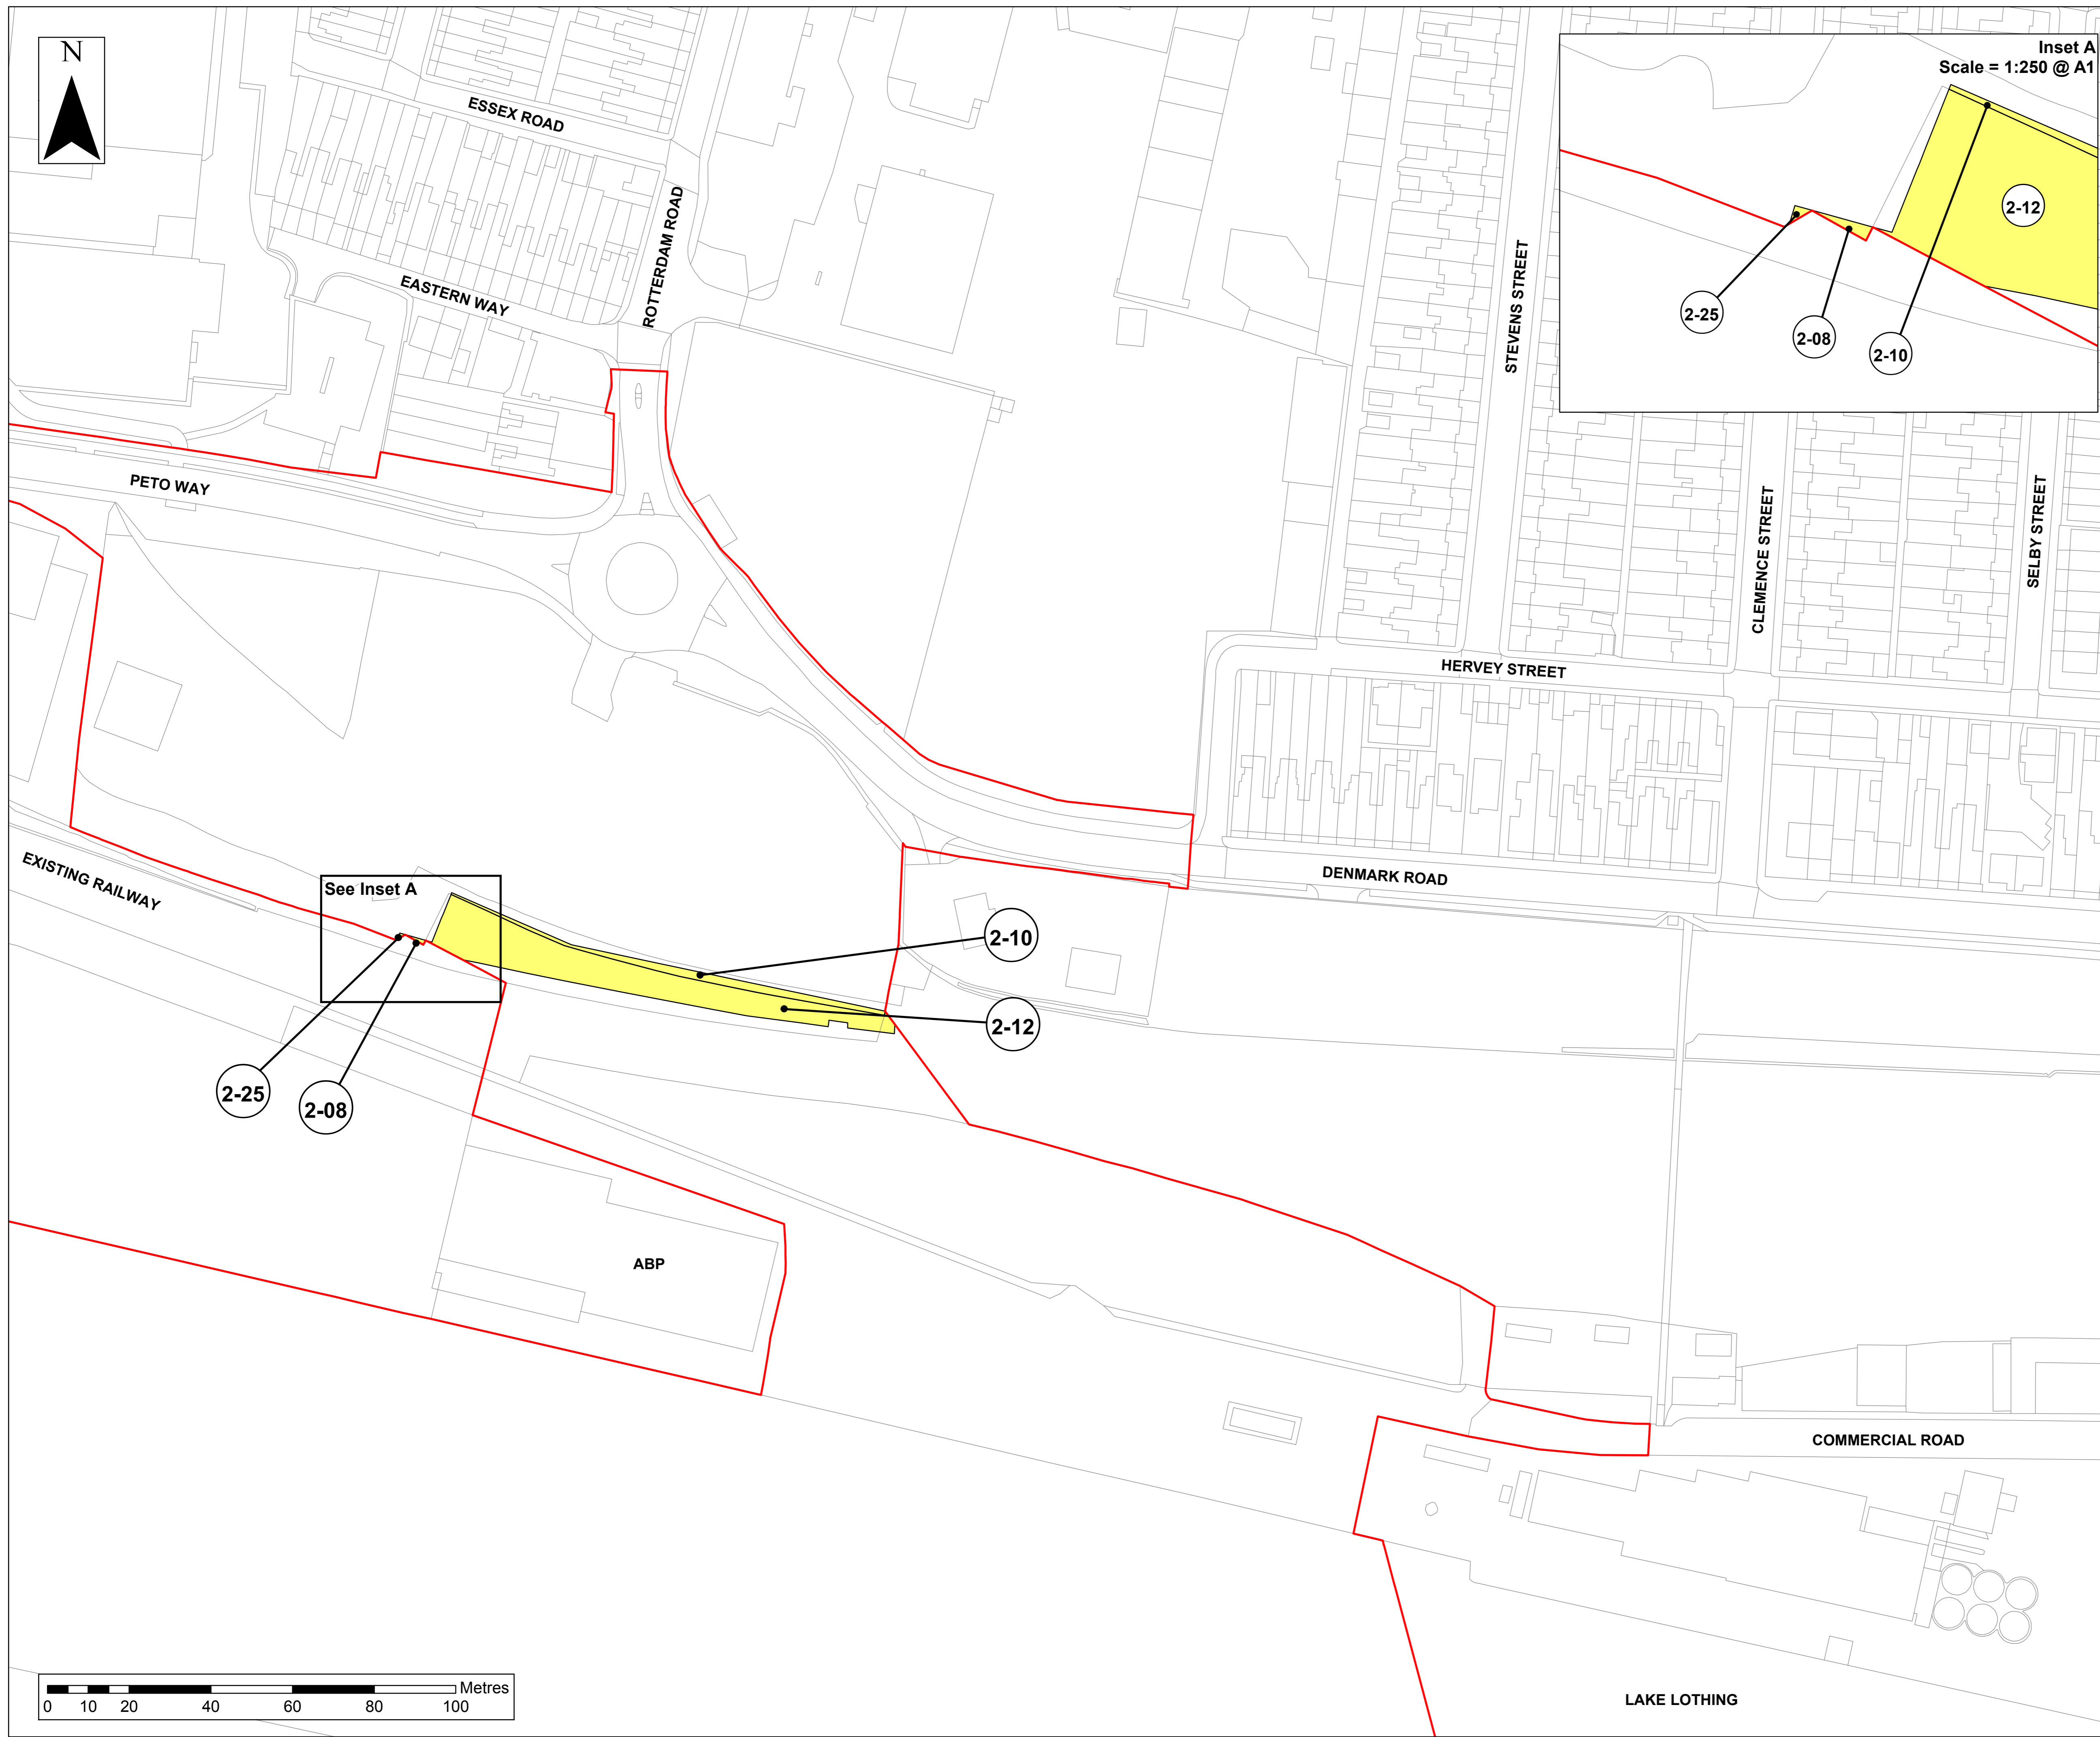 N
Inset A
Scale = 1:250 @ A1
2-12
2-25
2-08
2-10
ESSEX ROAD
ROTTERDAM ROAD
EASTERN WAY
STEVENS STREET
PETO WAY
CLEMENCE STREET
SELBY STREET
HERVEY STREET
DENMARK ROAD
EXISTING RAILWAY
See Inset A
2-10
2-12
2-25
2-08
ABP
COMMERCIAL ROAD
LAKE LOTHING
Metres
0 10 20 40 60 80 100